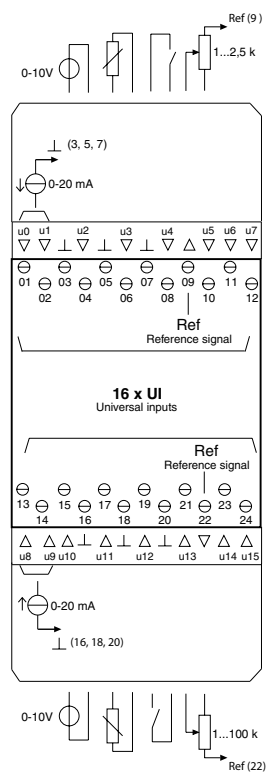 Ref (9)
0-10V
1...2,5 k
(3, 5, 7)
0-20 mA
u0 u1 u2 u3 u4 u5 u6 u7
01 03 05 07 09 11
02 04 06 08 10 12
Ref
Reference signal
16 x UI
Universal inputs
Ref
Reference signal
13 15 17 19 21 23
14 16 18 20 22 24
u8 u9 u10 u11 u12 u13 u14 u15
0-20 mA
(16, 18, 20)
0-10V
1...100 k
Ref (22)